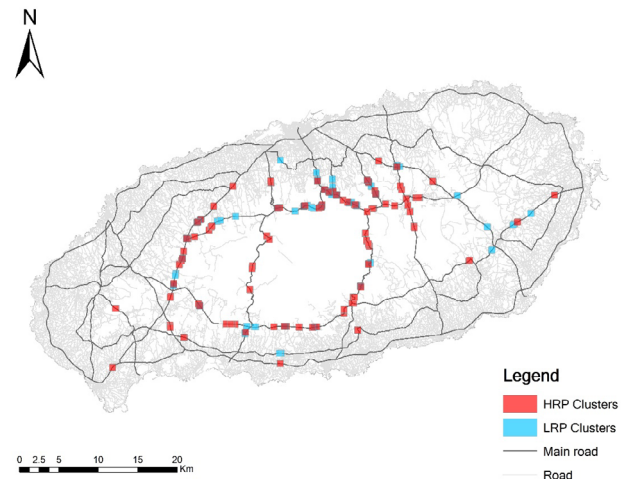 N
Legend
HRP Clusters
LRP Clusters
Main road
Road
0 2.5 5 10 15 20
Km